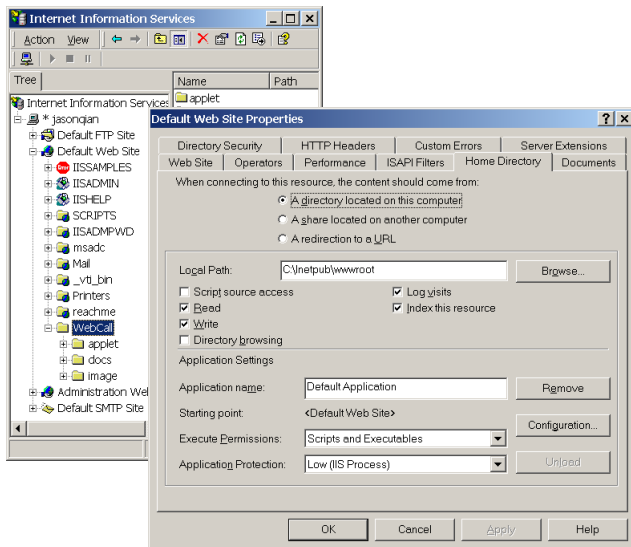 Internet Information Services
Action View
Tree
Name Path
Internet Information Services
applet
* jasonqian
Default FTP Site
Default Web Site
IISSAMPLES
IISADMIN
IISHELP
SCRIPTS
IISADMPWD
msadc
Mail
_vti_bin
Printers
reachme
WebCall
applet
docs
image
Administration Wel
Default SMTP Site
Default Web Site Properties
Directory Security HTTP Headers Custom Errors Server Extensions
Web Site Operators Performance ISAPI Filters Home Directory Documents
When connecting to this resource, the content should come from:
A directory located on this computer
A share located on another computer
A redirection to a URL
Local Path: C:\Inetpub\wwwroot Browse...
Script source access Log visits
Read Index this resource
Write
Directory browsing
Application Settings
Application name: Default Application Remove
Starting point: <Default Web Site>
Configuration...
Execute Permissions: Scripts and Executables
Application Protection: Low (IIS Process) Unload
OK Cancel Apply Help